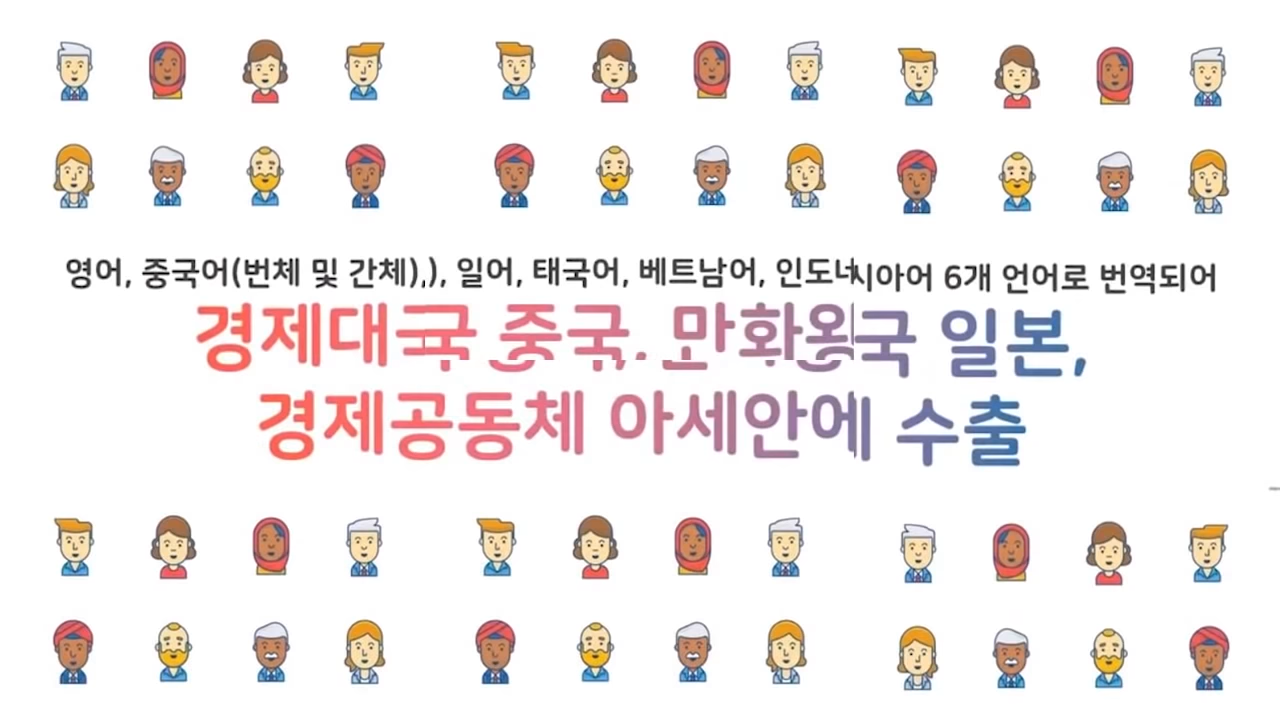 영어, 중국어(번체 및 간체),), 일어, 태국어, 베트남어, 인도네시아어 6개 언어로 번역되어
경제대국 중국, 만화왕국 일본,
경제공동체 아세안에 수출